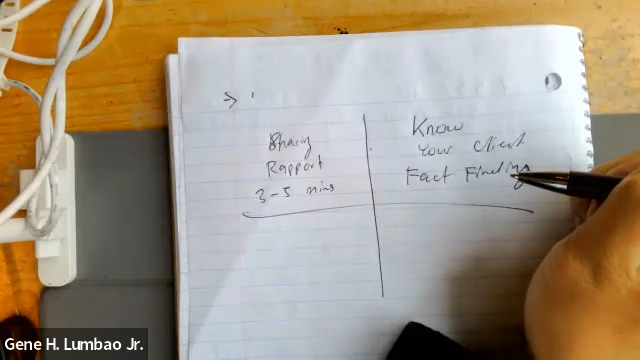 >
Sharing
Rapport
3-5 mins
Know
Your Client
Fact Finding
Gene H. Lumbao Jr.